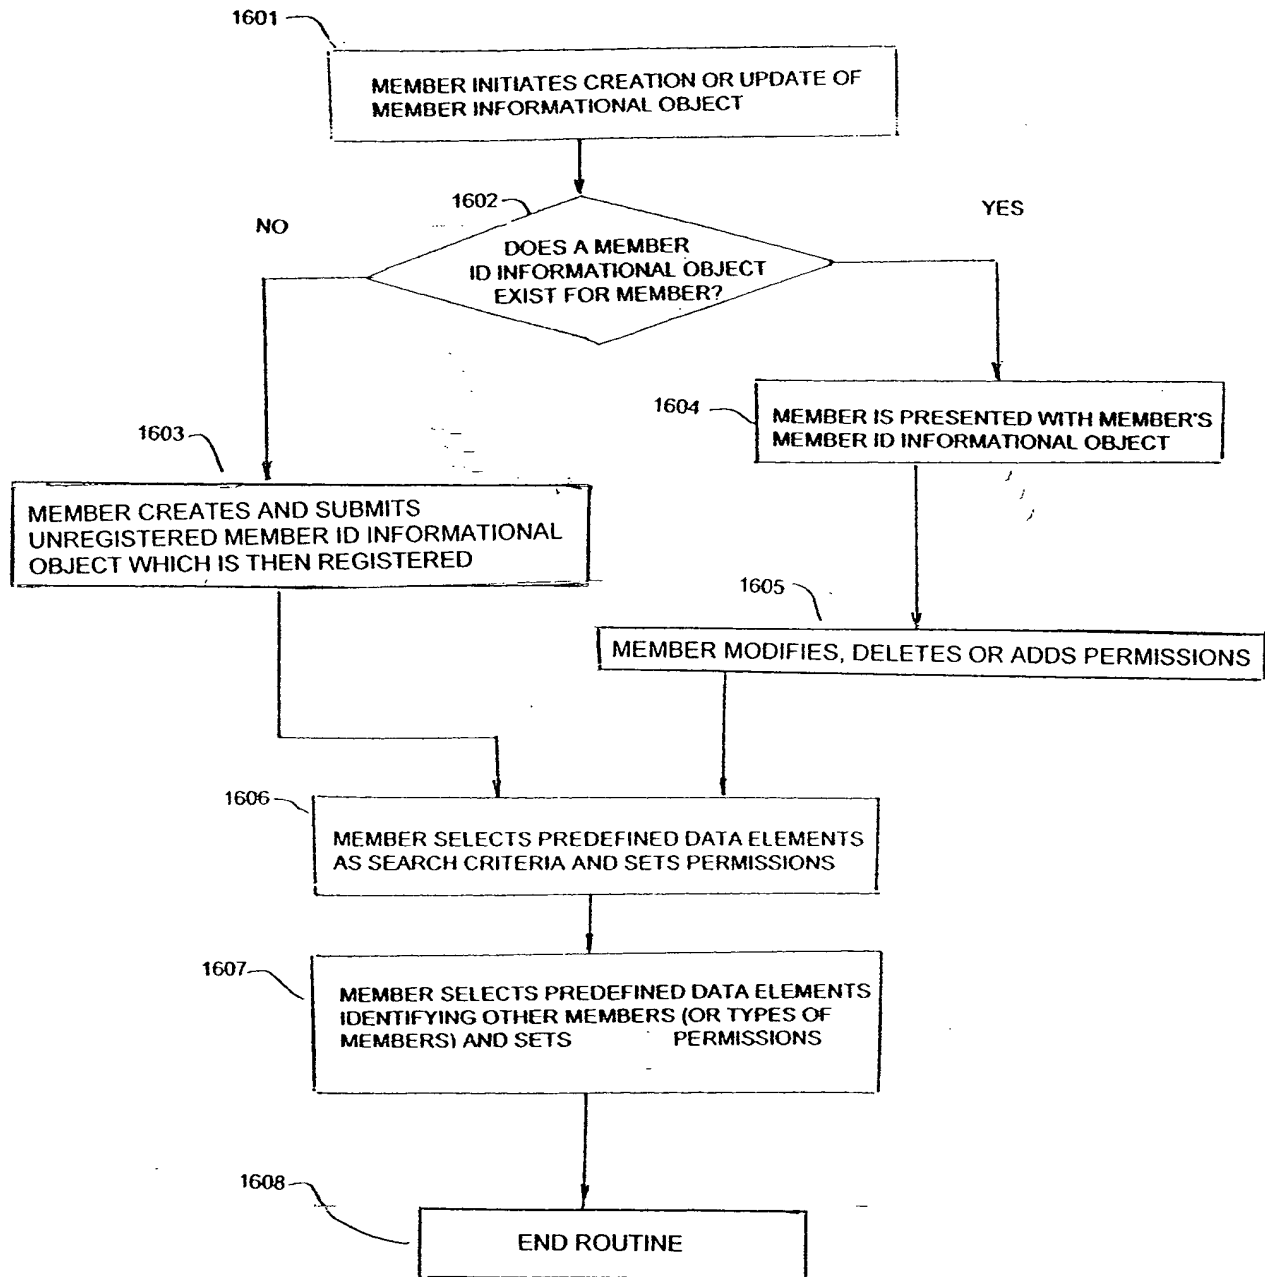 1601
MEMBER INITIATES CREATION OR UPDATE OF
MEMBER INFORMATIONAL OBJECT
1602
NO
YES
DOES A MEMBER
ID INFORMATIONAL OBJECT
EXIST FOR MEMBER?
1604
MEMBER IS PRESENTED WITH MEMBER'S
MEMBER ID INFORMATIONAL OBJECT
1603
MEMBER CREATES AND SUBMITS
UNREGISTERED MEMBER ID INFORMATIONAL
OBJECT WHICH IS THEN REGISTERED
1605
MEMBER MODIFIES, DELETES OR ADDS PERMISSIONS
1606
MEMBER SELECTS PREDEFINED DATA ELEMENTS
AS SEARCH CRITERIA AND SETS PERMISSIONS
1607
MEMBER SELECTS PREDEFINED DATA ELEMENTS
IDENTIFYING OTHER MEMBERS (OR TYPES OF
MEMBERS) AND SETS PERMISSIONS
1608
END ROUTINE